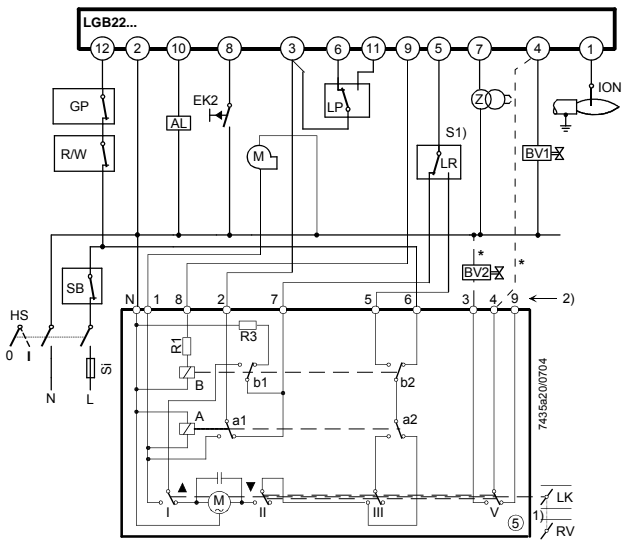 LGB22...
12 2 10 8 3 6 11 9 5 7 4 1
ION
GP
EK2
LP
Z
AL
S1)
R/W
M
LR
BV1
*
BV2
*
SB
HS
N 1 8 2 7 5 6 3 4 9
2)
0 I
Si
R1
R3
N L
B
b1
b2
A
a1
a2
7435a20/0704
M
~
I II III V
LK
1)
5
RV